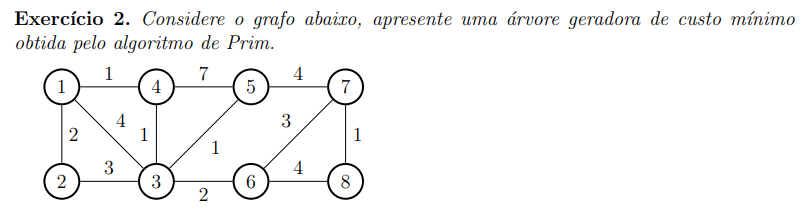 Exercício 2. Considere o grafo abaixo, apresente uma árvore geradora de custo mínimo
obtida pelo algoritmo de Prim.
1 7 4
1 4 5 7
2 4 1 3 1
1
3 4
2 3 6 8
2